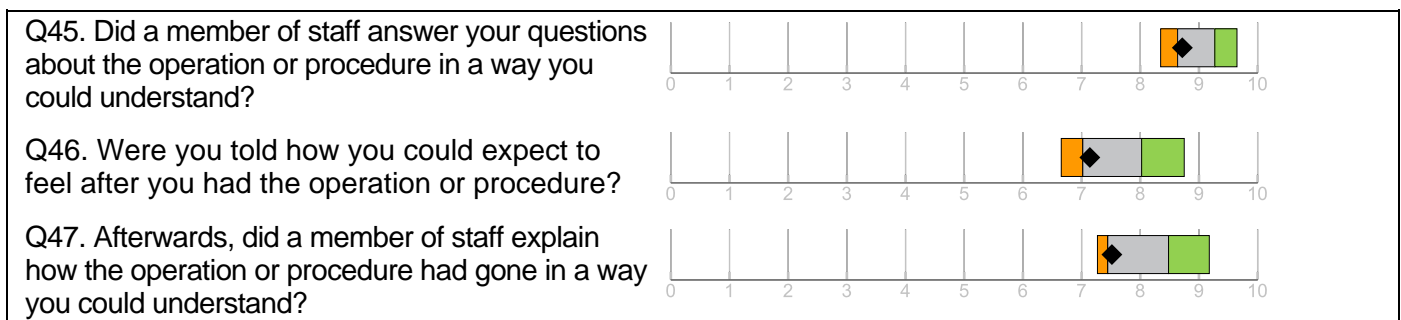 Q45. Did a member of staff answer your questions
about the operation or procedure in a way you
could understand?
0 1 2 3 4 5 6 7 8 9 10
Q46. Were you told how you could expect to
feel after you had the operation or procedure?
0 1 2 3 4 5 6 7 8 9 10
Q47. Afterwards, did a member of staff explain
how the operation or procedure had gone in a way
you could understand?
0 1 2 3 4 5 6 7 8 9 10